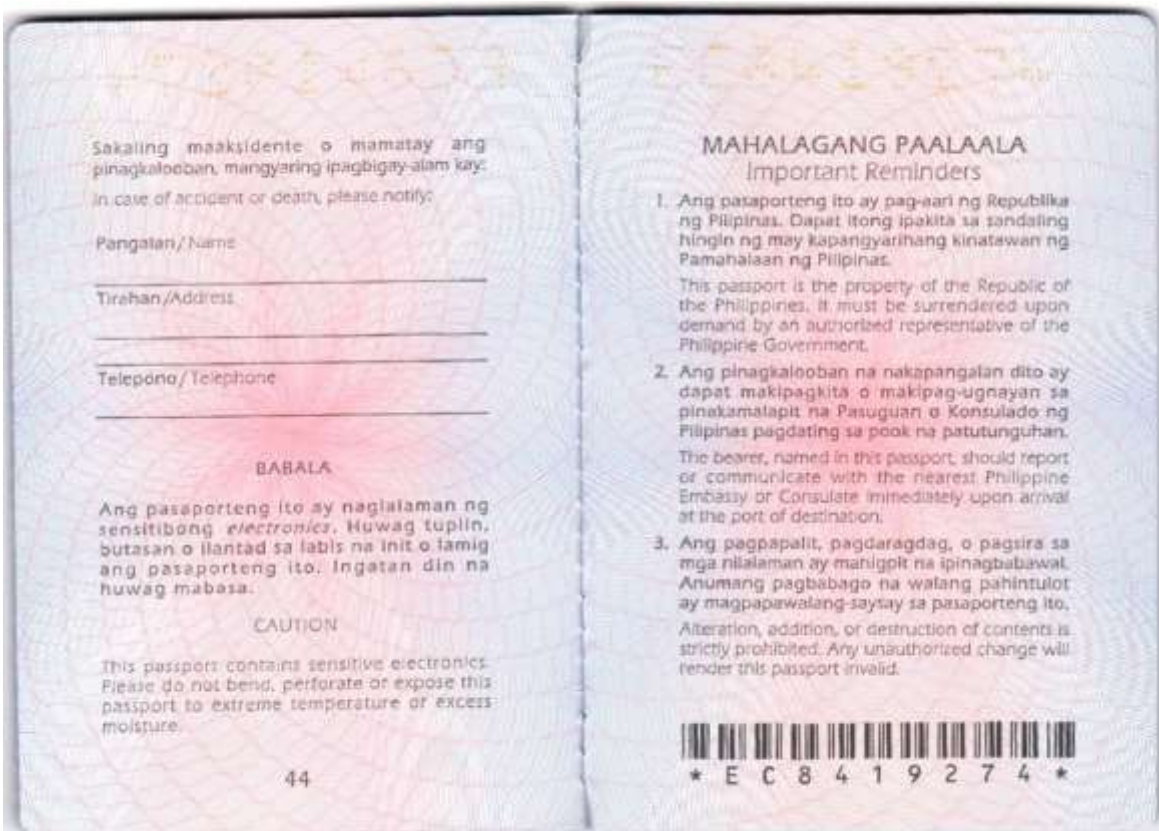 Sakaling maaksidente o mamatay ang
pinagkalooban, mangyaring ipagbigay-alam kay:
In case of accident or death, please notify:
Pangalan/Name
Tirahan/Address
Telepono/Telephone
BABALA
Ang pasaporteng ito ay naglalaman ng
sensitibong electronics. Huwag tupiin,
butasan o ilantad sa labis na init o lamig
ang pasaporteng ito. Ingatan din na
huwag mabasa.
CAUTION
This passport contains sensitive electronics.
Please do not bend, perforate or expose this
passport to extreme temperature or excess
moisture.
44
MAHALAGANG PAALAALA
Important Reminders
1. Ang pasaporteng ito ay pag-aari ng Republika
ng Pilipinas. Dapat itong ipakita sa sandaling
hingin ng may kapangyarihang kinatawan ng
Pamahalaan ng Pilipinas.
This passport is the property of the Republic of
the Philippines. It must be surrendered upon
demand by an authorized representative of the
Philippine Government.
2. Ang pinagkalooban na nakapangalan dito ay
dapat makipagkita o makipag-ugnayan sa
pinakamalapit na Pasuguan o Konsulado ng
Pilipinas pagdating sa pook na patutunguhan.
The bearer, named in this passport, should report
or communicate with the nearest Philippine
Embassy or Consulate immediately upon arrival
at the port of destination.
3. Ang pagpapalit, pagdaragdag, o pagsira sa
mga nilalaman ay mahigpit na ipinagbabawal.
Anumang pagbabago na walang pahintulot
ay magpapawalang-saysay sa pasaporteng ito.
Alteration, addition, or destruction of contents is
strictly prohibited. Any unauthorized change will
render this passport invalid.
* E C 8 4 1 9 2 7 4 *